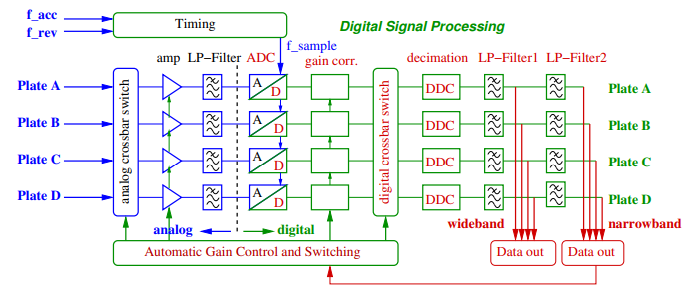 f_acc
f_rev
Timing
Digital Signal Processing
f_sample
amp LP-Filter ADC gain corr. decimation LP-Filter1 LP-Filter2
Plate A
A
D
DDC
Plate A
Plate B
A
D
DDC
Plate B
Plate C
A
D
DDC
Plate C
Plate D
A
D
DDC
Plate D
analog crossbar switch
digital crossbar switch
analog digital
wideband narrowband
Automatic Gain Control and Switching
Data out Data out